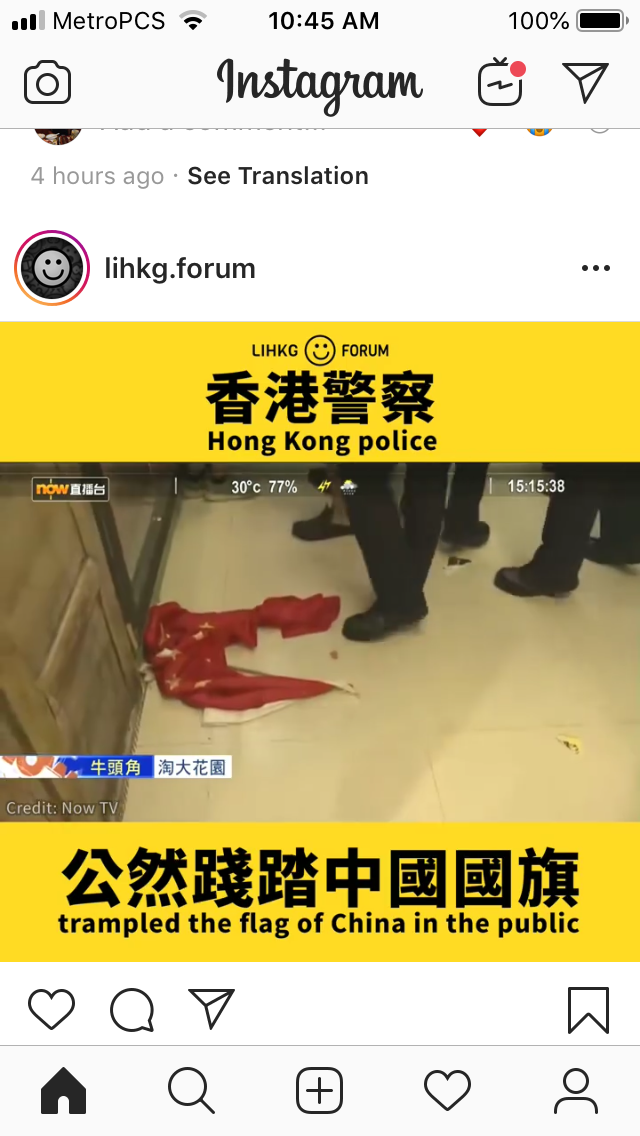 MetroPCS 10:45 AM 100%
Instagram
4 hours ago · See Translation
lihkg.forum
LIHKG FORUM
香港警察
Hong Kong police
now直播台 30°c 77% 15:15:38
牛頭角 淘大花園
Credit: Now TV
公然踐踏中國國旗
trampled the flag of China in the public